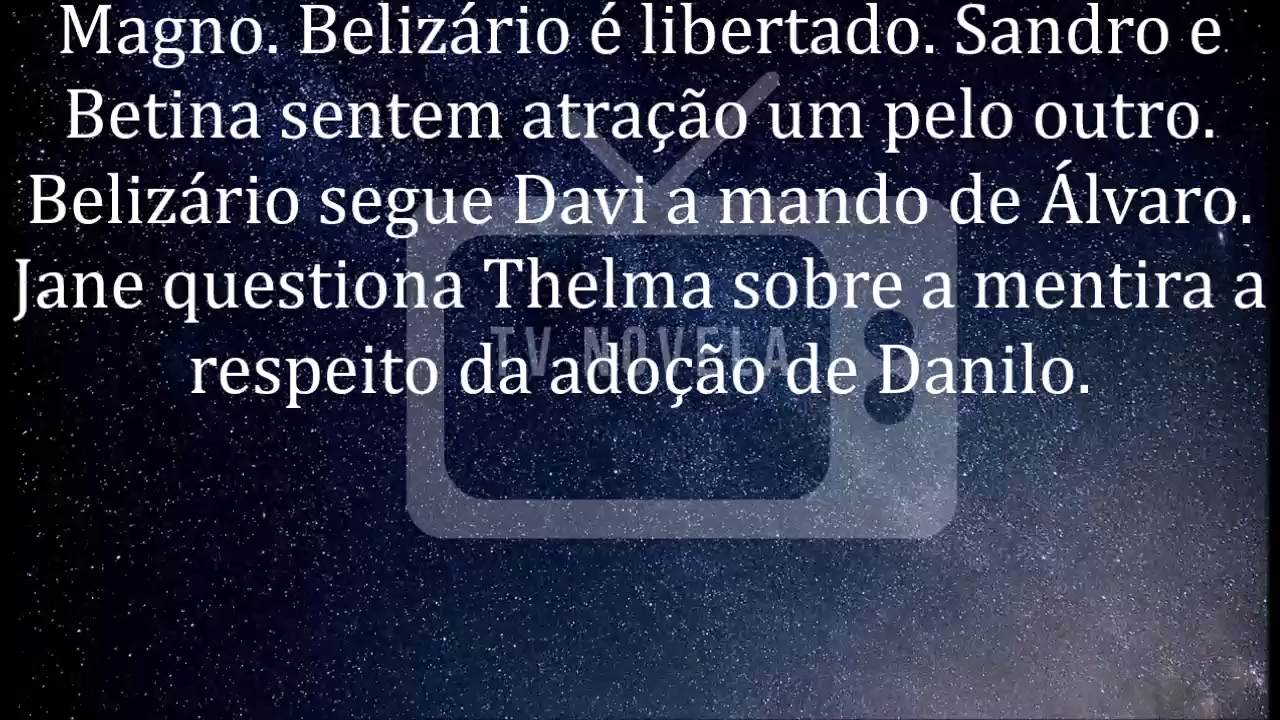 Magno. Belizário é libertado. Sandro e
Betina sentem atração um pelo outro.
Belizário segue Davi a mando de Álvaro.
Jane questiona Thelma sobre a mentira a
TV NOVELA
respeito da adoção de Danilo.